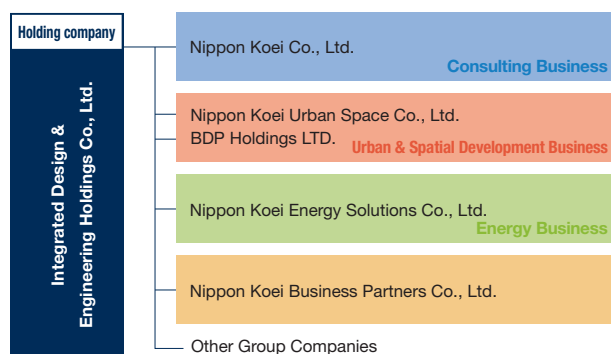 Holding company
Integrated Design &
Engineering Holdings Co., Ltd.
Nippon Koei Co., Ltd.
Consulting Business
Nippon Koei Urban Space Co., Ltd.
BDP Holdings LTD.
Urban & Spatial Development Business
Nippon Koei Energy Solutions Co., Ltd.
Energy Business
Nippon Koei Business Partners Co., Ltd.
Other Group Companies